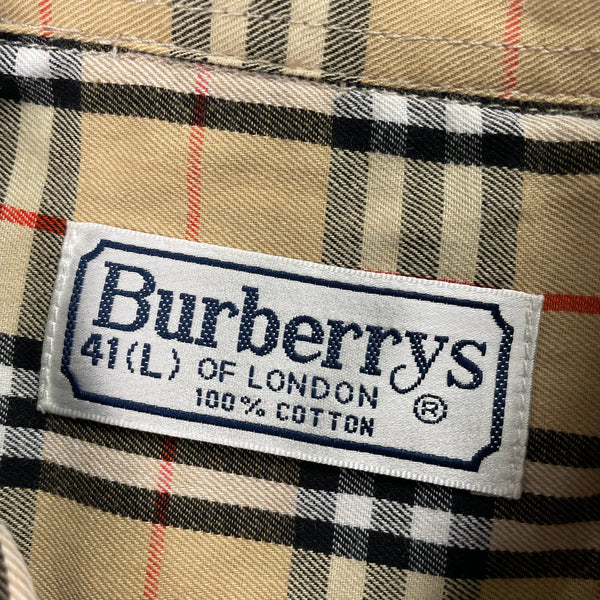 Burberrys
41(L) OF LONDON ®
100% COTTON